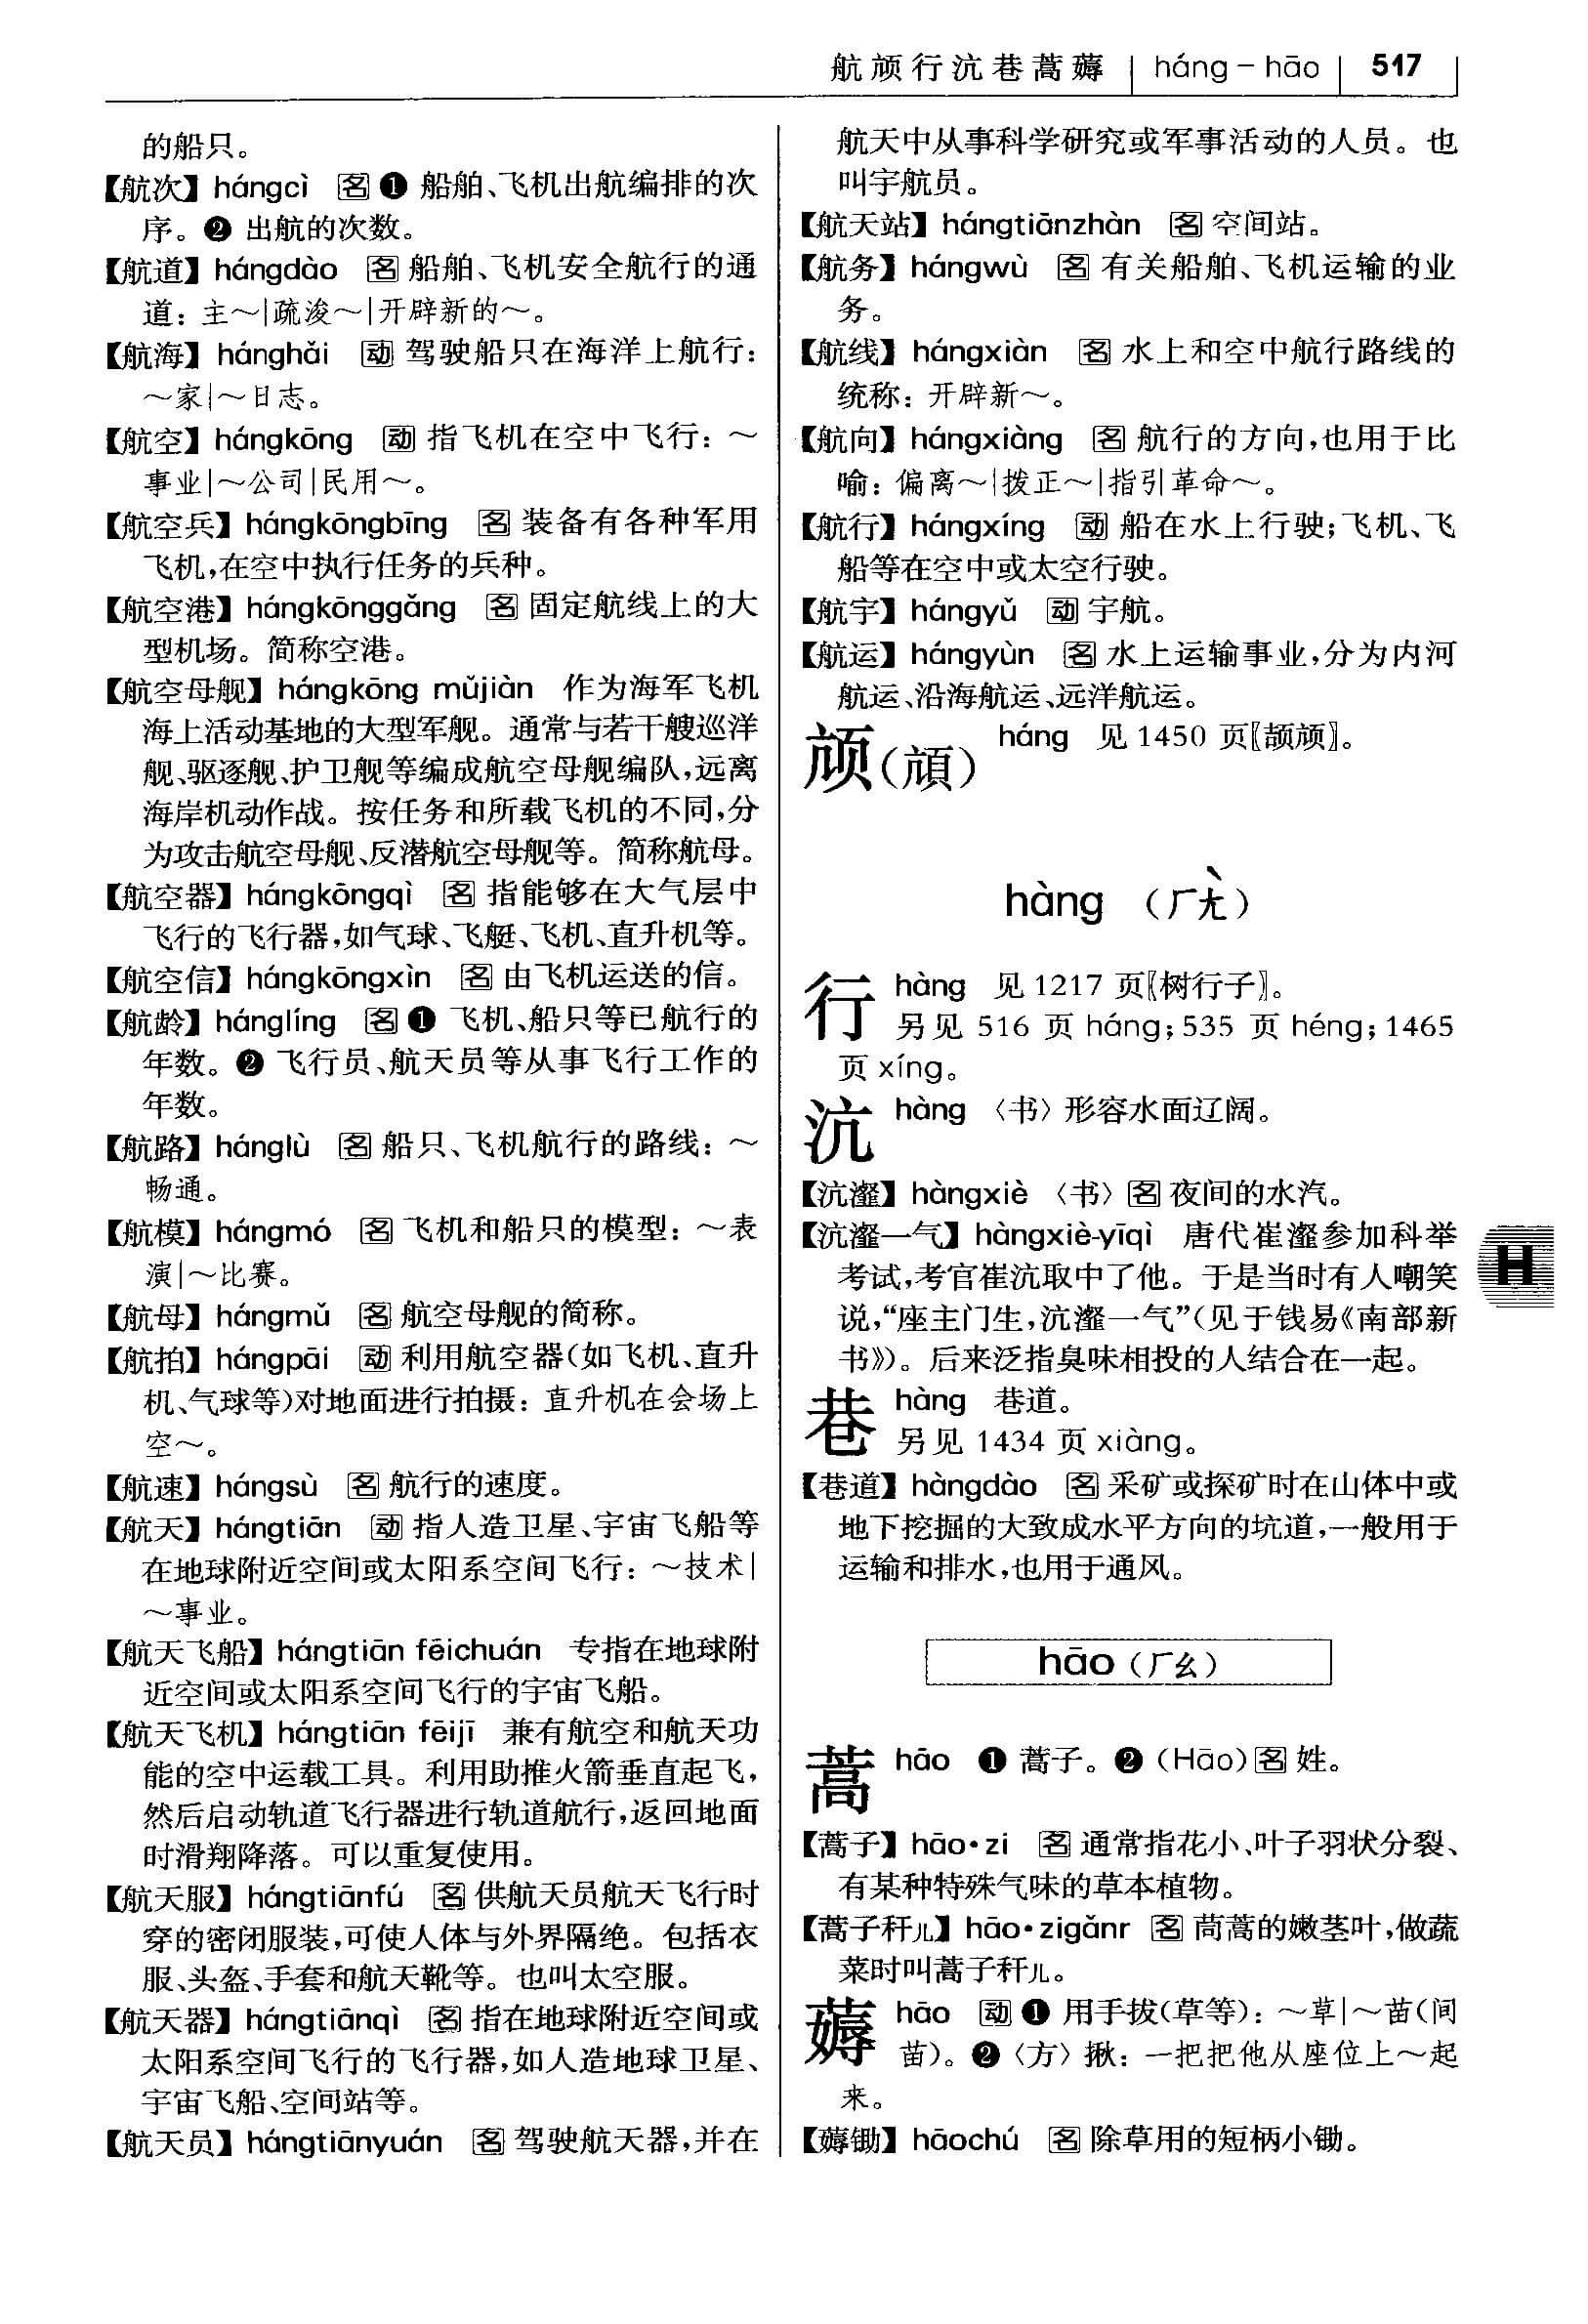 航颃行沆巷蒿薅 háng－hāo 517
的船只。
【航次】hángcì 名❶ 船舶、飞机出航编排的次
序。❷ 出航的次数。
【航道】hángdào 名 船舶、飞机安全航行的通
道：主～|疏浚～|开辟新的～。
【航海】hánghǎi 动 驾驶船只在海洋上航行：
～家|～日志。
【航空】hángkōng 动 指飞机在空中飞行：～
事业|～公司|民用～。
【航空兵】hángkōngbīng 名 装备有各种军用
飞机，在空中执行任务的兵种。
【航空港】hángkōnggǎng 名 固定航线上的大
型机场。简称空港。
【航空母舰】hángkōng mǔjiàn 作为海军飞机
海上活动基地的大型军舰。通常与若干艘巡洋
舰、驱逐舰、护卫舰等编成航空母舰编队，远离
海岸机动作战。按任务和所载飞机的不同，分
为攻击航空母舰、反潜航空母舰等。简称航母。
【航空器】hángkōngqì 名 指能够在大气层中
飞行的飞行器，如气球、飞艇、飞机、直升机等。
【航空信】hángkōngxìn 名 由飞机运送的信。
【航龄】hánglíng 名❶ 飞机、船只等已航行的
年数。❷ 飞行员、航天员等从事飞行工作的
年数。
【航路】hánglù 名 船只、飞机航行的路线：～
畅通。
【航模】hángmó 名 飞机和船只的模型：～表
演|～比赛。
【航母】hángmǔ 名 航空母舰的简称。
【航拍】hángpāi 动 利用航空器（如飞机、直升
机、气球等）对地面进行拍摄：直升机在会场上
空～。
【航速】hángsù 名 航行的速度。
【航天】hángtiān 动 指人造卫星、宇宙飞船等
在地球附近空间或太阳系空间飞行：～技术|
～事业。
【航天飞船】hángtiān fēichuán 专指在地球附
近空间或太阳系空间飞行的宇宙飞船。
【航天飞机】hángtiān fēijī 兼有航空和航天功
能的空中运载工具。利用助推火箭垂直起飞，
然后启动轨道飞行器进行轨道航行，返回地面
时滑翔降落。可以重复使用。
【航天服】hángtiānfú 名 供航天员航天飞行时
穿的密闭服装，可使人体与外界隔绝。包括衣
服、头盔、手套和航天靴等。也叫太空服。
【航天器】hángtiānqì 名 指在地球附近空间或
太阳系空间飞行的飞行器，如人造地球卫星、
宇宙飞船、空间站等。
【航天员】hángtiānyuán 名 驾驶航天器，并在
航天中从事科学研究或军事活动的人员。也
叫宇航员。
【航天站】hángtiānzhàn 名 空间站。
【航务】hángwù 名 有关船舶、飞机运输的业
务。
【航线】hángxiàn 名 水上和空中航行路线的
统称：开辟新～。
【航向】hángxiàng 名 航行的方向，也用于比
喻：偏离～|拨正～|指引革命～。
【航行】hángxíng 动 船在水上行驶；飞机、飞
船等在空中或太空行驶。
【航宇】hángyǔ 动 宇航。
【航运】hángyùn 名 水上运输事业，分为内河
航运、沿海航运、远洋航运。
颃（頏） háng 见 1450 页〖颉颃〗。
hàng （ㄏㄤˋ）
行 hàng 见 1217 页〖树行子〗。
另见 516 页 háng；535 页 héng；1465
页 xíng。
沆 hàng 〈书〉形容水面辽阔。
【沆瀣】hàngxiè 〈书〉名 夜间的水汽。
【沆瀣一气】hàngxiè-yīqì 唐代崔瀣参加科举
考试，考官崔沆取中了他。于是当时有人嘲笑
说，“座主门生，沆瀣一气”（见于钱易《南部新
书》）。后来泛指臭味相投的人结合在一起。
巷 hàng 巷道。
另见 1434 页 xiàng。
【巷道】hàngdào 名 采矿或探矿时在山体中或
地下挖掘的大致成水平方向的坑道，一般用于
运输和排水，也用于通风。
hāo（ㄏㄠ）
蒿 hāo ❶ 蒿子。❷（Hāo）名 姓。
【蒿子】hāo·zi 名 通常指花小、叶子羽状分裂、
有某种特殊气味的草本植物。
【蒿子秆儿】hāo·zigǎnr 名 茼蒿的嫩茎叶，做蔬
菜时叫蒿子秆儿。
薅 hāo 动❶ 用手拔（草等）：～草|～苗（间
苗）。❷〈方〉揪：一把把他从座位上～起
来。
【薅锄】hāochú 名 除草用的短柄小锄。
H